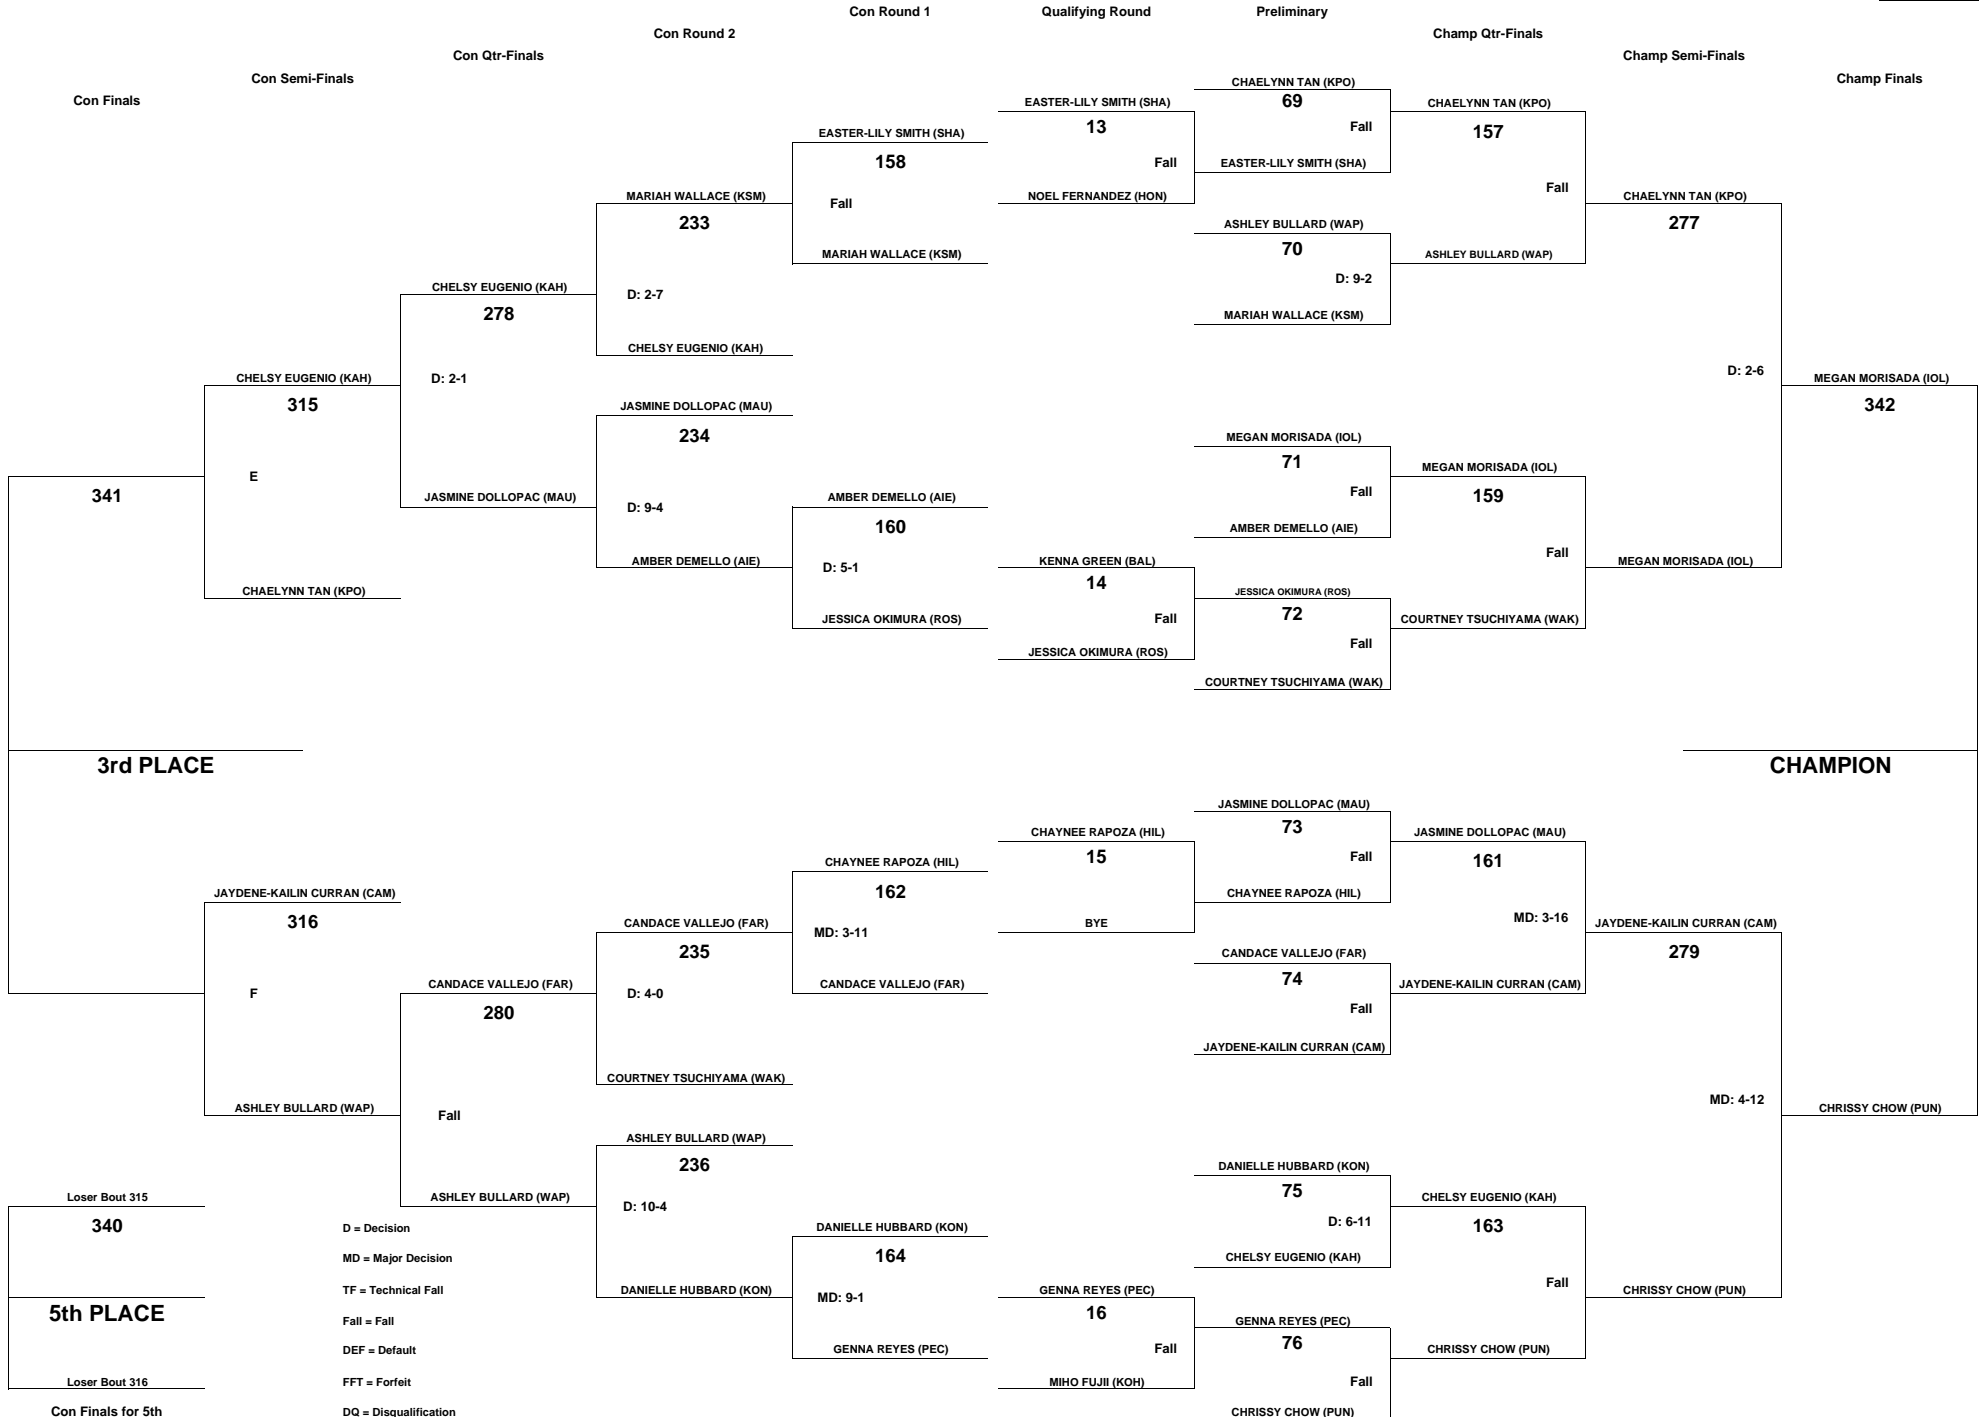 Con Round 1 Qualifying Round Preliminary
Con Round 2 Champ Qtr-Finals
Con Qtr-Finals Champ Semi-Finals
Con Semi-Finals Champ Finals
Con Finals
CHAELYNN TAN (KPO)
69
EASTER-LILY SMITH (SHA) CHAELYNN TAN (KPO)
13 Fall 157
EASTER-LILY SMITH (SHA)
158 Fall EASTER-LILY SMITH (SHA)
Fall
MARIAH WALLACE (KSM) Fall NOEL FERNANDEZ (HON) CHAELYNN TAN (KPO)
233 ASHLEY BULLARD (WAP) 277
70
MARIAH WALLACE (KSM) ASHLEY BULLARD (WAP)
D: 9-2
CHELSY EUGENIO (KAH) D: 2-7
278 MARIAH WALLACE (KSM)
CHELSY EUGENIO (KAH)
D: 2-6
CHELSY EUGENIO (KAH) D: 2-1 MEGAN MORISADA (IOL)
315 JASMINE DOLLOPAC (MAU) 342
234 MEGAN MORISADA (IOL)
71
E MEGAN MORISADA (IOL)
341 JASMINE DOLLOPAC (MAU) AMBER DEMELLO (AIE) Fall 159
D: 9-4
160 AMBER DEMELLO (AIE)
Fall
AMBER DEMELLO (AIE) D: 5-1 KENNA GREEN (BAL) MEGAN MORISADA (IOL)
14
CHAELYNN TAN (KPO) JESSICA OKIMURA (ROS)
JESSICA OKIMURA (ROS) Fall 72 COURTNEY TSUCHIYAMA (WAK)
Fall
JESSICA OKIMURA (ROS)
COURTNEY TSUCHIYAMA (WAK)
3rd PLACE CHAMPION
JASMINE DOLLOPAC (MAU)
73
CHAYNEE RAPOZA (HIL) JASMINE DOLLOPAC (MAU)
CHAYNEE RAPOZA (HIL) 15 Fall 161
JAYDENE-KAILIN CURRAN (CAM) 162 CHAYNEE RAPOZA (HIL)
316 CANDACE VALLEJO (FAR) MD: 3-11 BYE MD: 3-16 JAYDENE-KAILIN CURRAN (CAM)
235 CANDACE VALLEJO (FAR) 279
74
F CANDACE VALLEJO (FAR) D: 4-0 CANDACE VALLEJO (FAR) JAYDENE-KAILIN CURRAN (CAM)
280 Fall
JAYDENE-KAILIN CURRAN (CAM)
COURTNEY TSUCHIYAMA (WAK)
MD: 4-12
ASHLEY BULLARD (WAP) Fall CHRISSY CHOW (PUN)
ASHLEY BULLARD (WAP)
236 DANIELLE HUBBARD (KON)
75
Loser Bout 315 ASHLEY BULLARD (WAP) D: 10-4 CHELSY EUGENIO (KAH)
340 D = Decision DANIELLE HUBBARD (KON) D: 6-11 163
MD = Major Decision 164 CHELSY EUGENIO (KAH)
Fall
TF = Technical Fall DANIELLE HUBBARD (KON) MD: 9-1 GENNA REYES (PEC) CHRISSY CHOW (PUN)
5th PLACE Fall = Fall 16 GENNA REYES (PEC)
DEF = Default GENNA REYES (PEC) Fall 76 CHRISSY CHOW (PUN)
Loser Bout 316 FFT = Forfeit MIHO FUJII (KOH) Fall
Con Finals for 5th DQ = Disqualification CHRISSY CHOW (PUN)